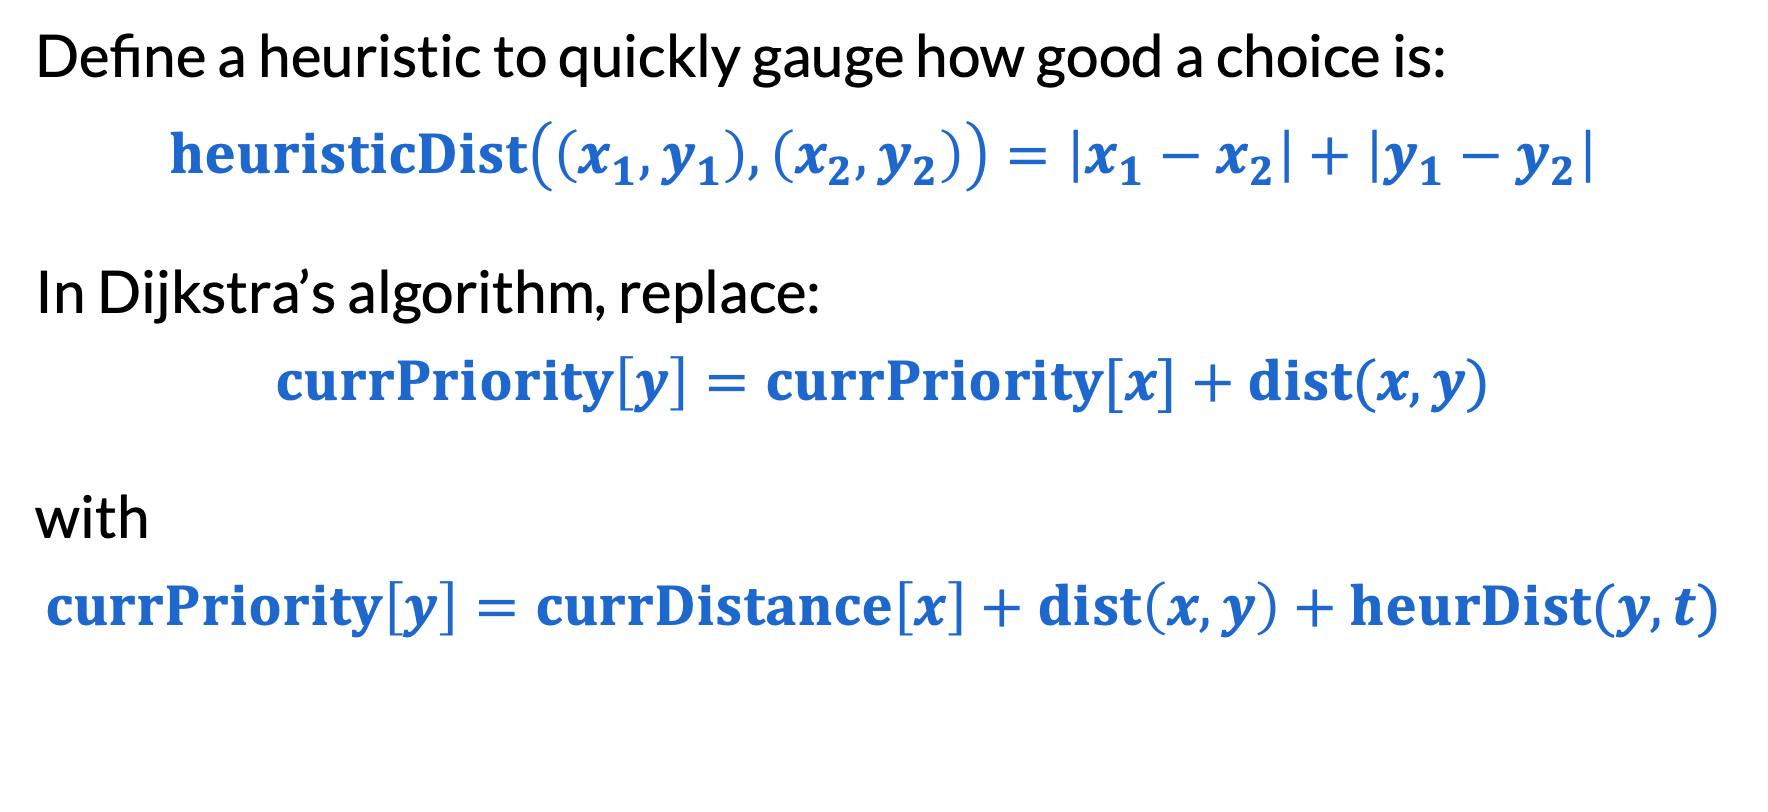 Define a heuristic to quickly gauge how good a choice is:
heuristicDist((x₁, y₁), (x₂, y₂)) = |x₁ − x₂| + |y₁ − y₂|
In Dijkstra’s algorithm, replace:
currPriority[y] = currPriority[x] + dist(x, y)
with
currPriority[y] = currDistance[x] + dist(x, y) + heurDist(y, t)